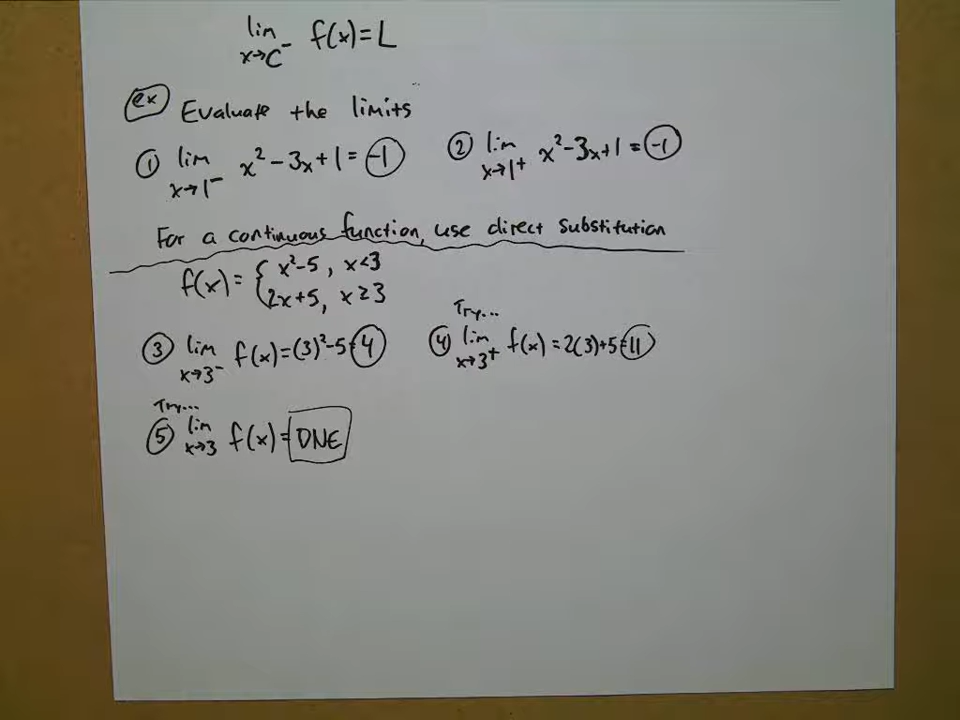 lim x→C⁻ f(x)=L
ex Evaluate the limits
① lim x→1⁻ x²-3x+1=-1 ② lim x→1⁺ x²-3x+1=-1
For a continuous function, use direct substitution
f(x)={x²-5, x<3
2x+5, x≥3
Try...
③ lim x→3⁻ f(x)=(3)²-5=4 ④ lim x→3⁺ f(x)=2(3)+5=11
Try...
⑤ lim x→3 f(x)=DNE